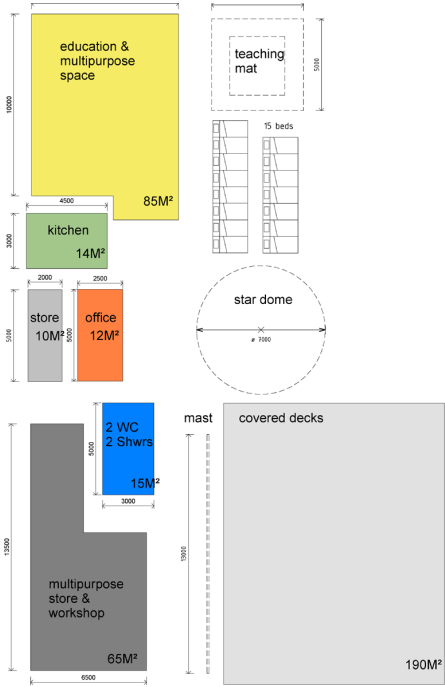 education &
multipurpose
space
10000
85M²
teaching
mat
5000
15 beds
4500
kitchen
3000
14M²
2000
2500
store
10M²
5000
office
12M²
5000
star dome
ø 7000
2 WC
2 Shwrs
5000
15M²
3000
mast
13000
covered decks
190M²
13500
multipurpose
store &
workshop
65M²
6500